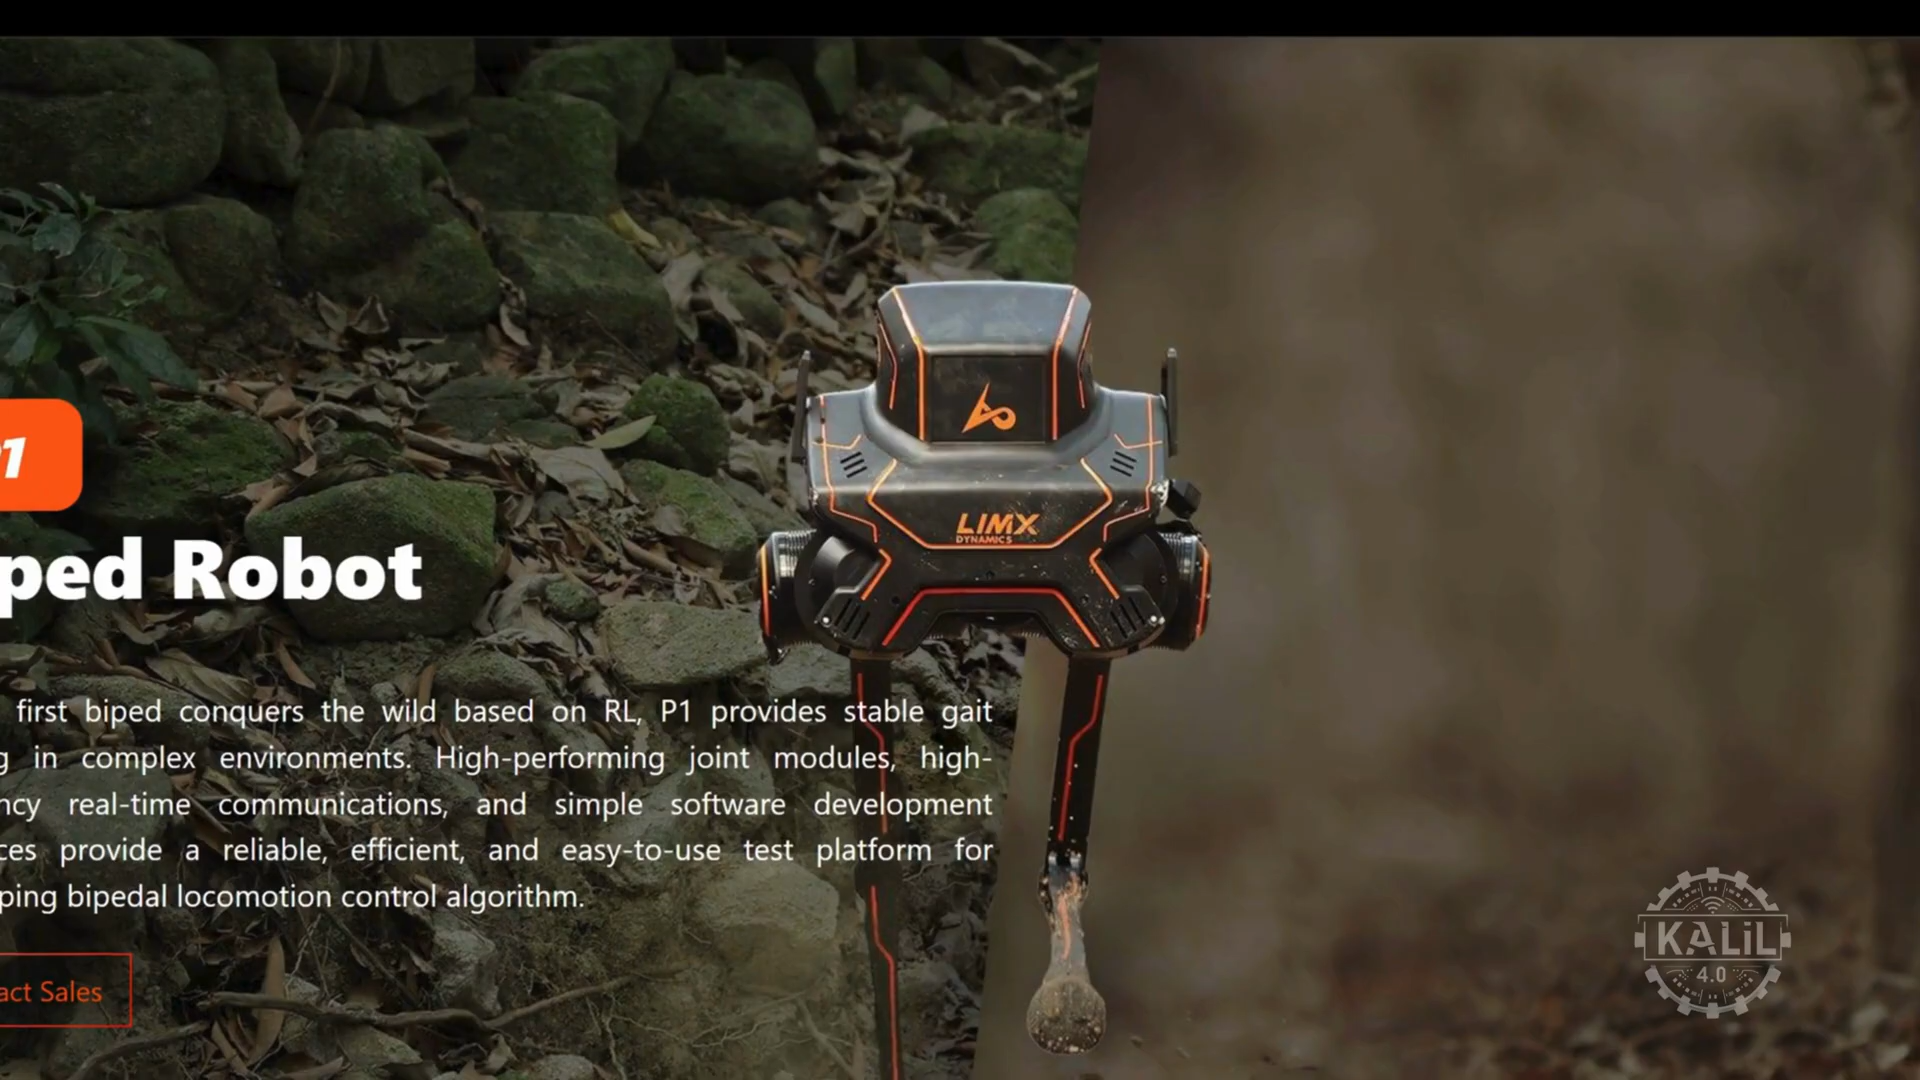 1
ped Robot
first biped conquers the wild based on RL, P1 provides stable gait
g in complex environments. High-performing joint modules, high-
ncy real-time communications, and simple software development
ces provide a reliable, efficient, and easy-to-use test platform for
ping bipedal locomotion control algorithm.
act Sales
LIMX
DYNAMICS
KALiL
4.0